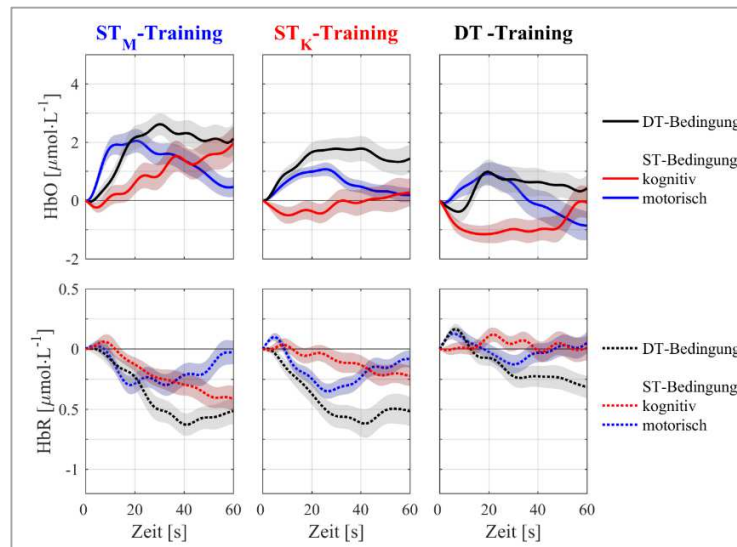 ST_M-Training ST_K-Training DT -Training
4
2
0
-2
HbO [μmol·L⁻¹]
DT-Bedingung
ST-Bedingung
kognitiv
motorisch
0.5
0
0.5
-1
HbR [μmol·L⁻¹]
DT-Bedingung
ST-Bedingung
kognitiv
motorisch
0 20 40 60 0 20 40 60 0 20 40 60
Zeit [s] Zeit [s] Zeit [s]